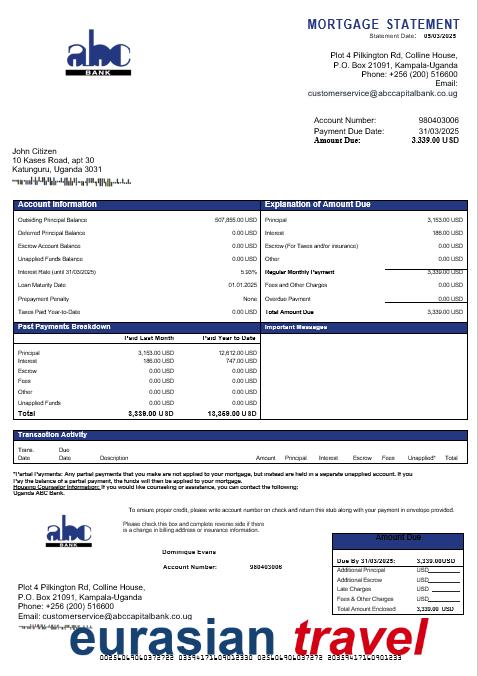 abc
BANK
MORTGAGE STATEMENT
Statement Date: 05/03/2025
Plot 4 Pilkington Rd, Colline House,
P.O. Box 21091, Kampala-Uganda
Phone: +256 (200) 516600
Email:
customerservice@abccapitalbank.co.ug
Account Number: 980403006
Payment Due Date: 31/03/2025
Amount Due: 3,339.00 USD
John Citizen
10 Kases Road, apt 30
Katunguru, Uganda 3031
Account Information
Outsiding Principal Balance 507,855.00 USD
Deferred Principal Balance 0.00 USD
Escrow Account Balance 0.00 USD
Unapplied Funds Balance 0.00 USD
Interest Rate (until 31/03/2025) 5.93%
Loan Maturity Date 01.01.2025
Prepayment Penalty None
Taxes Paid Year-to-Date 0.00 USD
Explanation of Amount Due
Principal 3,153.00 USD
Interest 186.00 USD
Escrow (For Taxes and/or insurance) 0.00 USD
Other 0.00 USD
Regular Monthly Payment 3,339.00 USD
Fees and Other Charges 0.00 USD
Overdue Payment 0.00 USD
Total Amount Due 3,339.00 USD
Past Payments Breakdown
Paid Last Month Paid Year to Date
Principal 3,153.00 USD 12,612.00 USD
Interest 186.00 USD 747.00 USD
Escrow 0.00 USD 0.00 USD
Fees 0.00 USD 0.00 USD
Other 0.00 USD 0.00 USD
Unapplied Funds 0.00 USD 0.00 USD
Total 3,339.00 USD 13,359.00 USD
Important Messages
Transaction Activity
Trans. Date Due Date Description Amount Principal Interest Escrow Fees Unapplied* Total
*Partial Payments: Any partial payments that you make are not applied to your mortgage, but instead are held in a separate unapplied account. If you
Pay the balance of a partial payment, the funds will then be applied to your mortgage.
Housing Counselor Information: If you would like counseling or assistance, you can contact the following:
Uganda ABC Bank.
To ensure proper credit, please write account number on check and return this stub along with your payment in envelope provided.
abc
BANK
Please check this box and complete reverse side if there
is a change in billing address or insurance information.
Dominique Evans
Account Number: 980403006
Amount Due
Due By 31/03/2025: 3,339.00USD
Additional Principal USD
Additional Escrow USD
Late Charges USD
Fees & Other Charges USD
Total Amount Enclosed 3,339.00 USD
Plot 4 Pilkington Rd, Colline House,
P.O. Box 21091, Kampala-Uganda
Phone: +256 (200) 516600
Email: customerservice@abccapitalbank.co.ug
eurasian travel